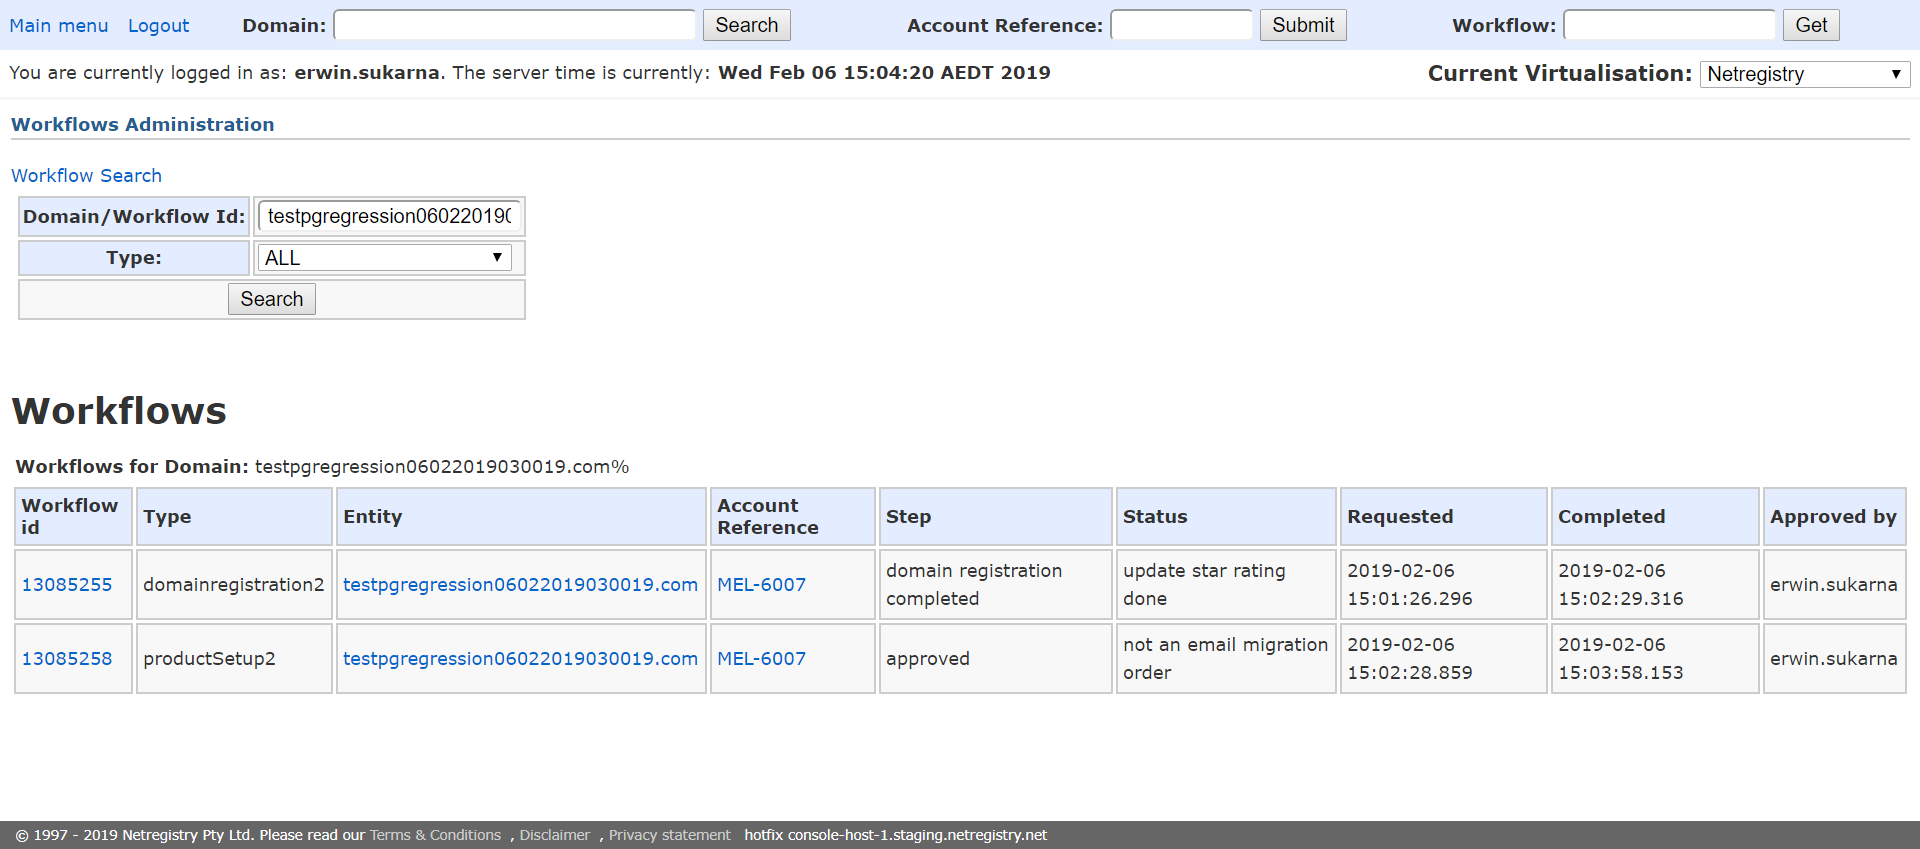 Main menu Logout Domain: Search Account Reference: Submit Workflow: Get
You are currently logged in as: erwin.sukarna. The server time is currently: Wed Feb 06 15:04:20 AEDT 2019 Current Virtualisation: Netregistry
Workflows Administration
Workflow Search
Domain/Workflow Id: testpgregression06022019
Type: ALL
Search
Workflows
Workflows for Domain: testpgregression06022019030019.com%
Workflow id Type Entity Account Reference Step Status Requested Completed Approved by
13085255 domainregistration2 testpgregression06022019030019.com MEL-6007 domain registration completed update star rating done 2019-02-06 15:01:26.296 2019-02-06 15:02:29.316 erwin.sukarna
13085258 productSetup2 testpgregression06022019030019.com MEL-6007 approved not an email migration order 2019-02-06 15:02:28.859 2019-02-06 15:03:58.153 erwin.sukarna
© 1997 - 2019 Netregistry Pty Ltd. Please read our Terms & Conditions , Disclaimer , Privacy statement hotfix console-host-1.staging.netregistry.net